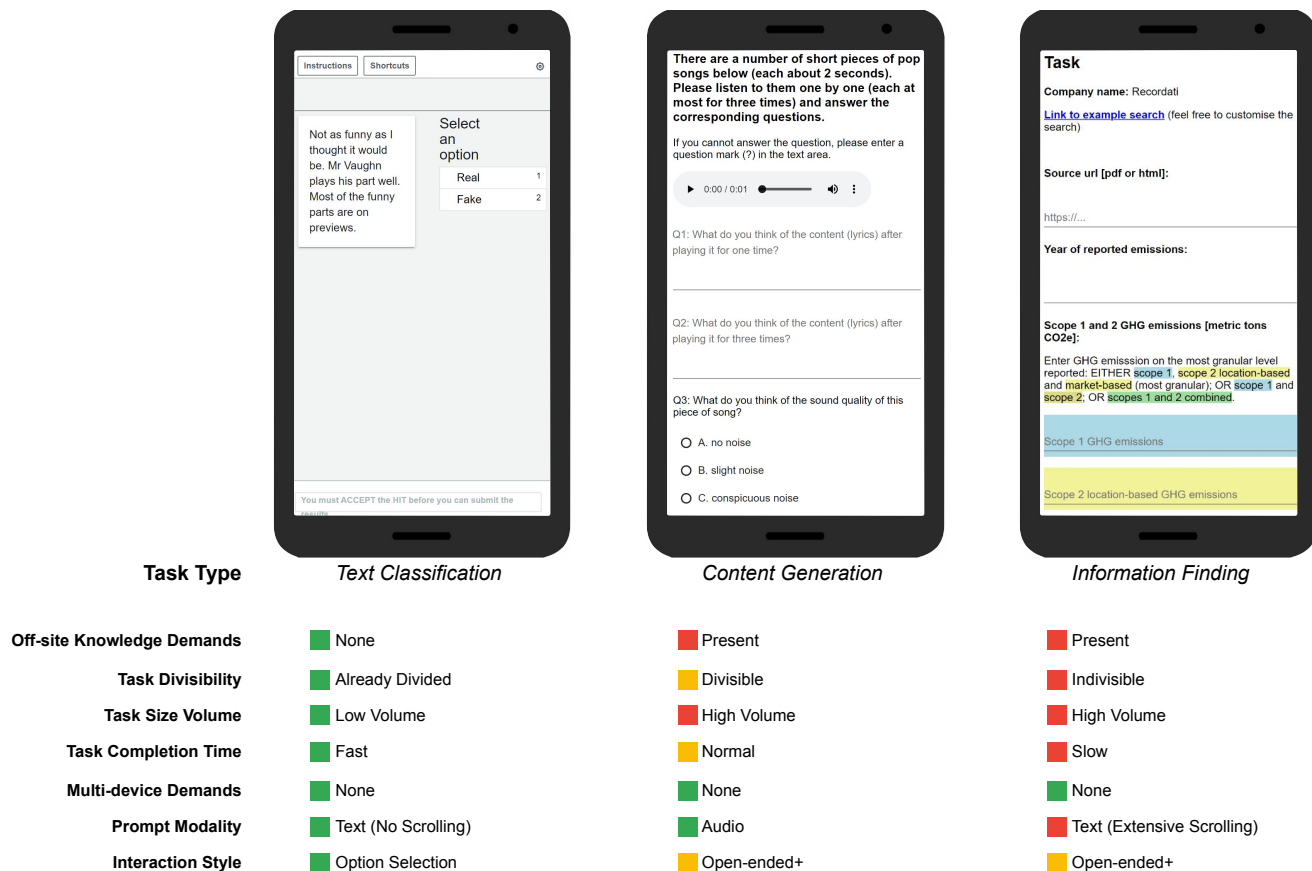 Instructions
Shortcuts
Not as funny as I
thought it would
be. Mr Vaughn
plays his part well.
Most of the funny
parts are on
previews.
Select
an
option
Real 1
Fake 2
You must ACCEPT the HIT before you can submit the
results
There are a number of short pieces of pop
songs below (each about 2 seconds).
Please listen to them one by one (each at
most for three times) and answer the
corresponding questions.
If you cannot answer the question, please enter a
question mark (?) in the text area.
0:00 / 0:01
Q1: What do you think of the content (lyrics) after
playing it for one time?
Q2: What do you think of the content (lyrics) after
playing it for three times?
Q3: What do you think of the sound quality of this
piece of song?
A. no noise
B. slight noise
C. conspicuous noise
Task
Company name: Recordati
Link to example search (feel free to customise the
search)
Source url [pdf or html]:
https://...
Year of reported emissions:
Scope 1 and 2 GHG emissions [metric tons
CO2e]:
Enter GHG emisssion on the most granular level
reported: EITHER scope 1, scope 2 location-based
and market-based (most granular); OR scope 1 and
scope 2; OR scopes 1 and 2 combined.
Scope 1 GHG emissions
Scope 2 location-based GHG emissions
Task Type Text Classification Content Generation Information Finding
Off-site Knowledge Demands None Present Present
Task Divisibility Already Divided Divisible Indivisible
Task Size Volume Low Volume High Volume High Volume
Task Completion Time Fast Normal Slow
Multi-device Demands None None None
Prompt Modality Text (No Scrolling) Audio Text (Extensive Scrolling)
Interaction Style Option Selection Open-ended+ Open-ended+